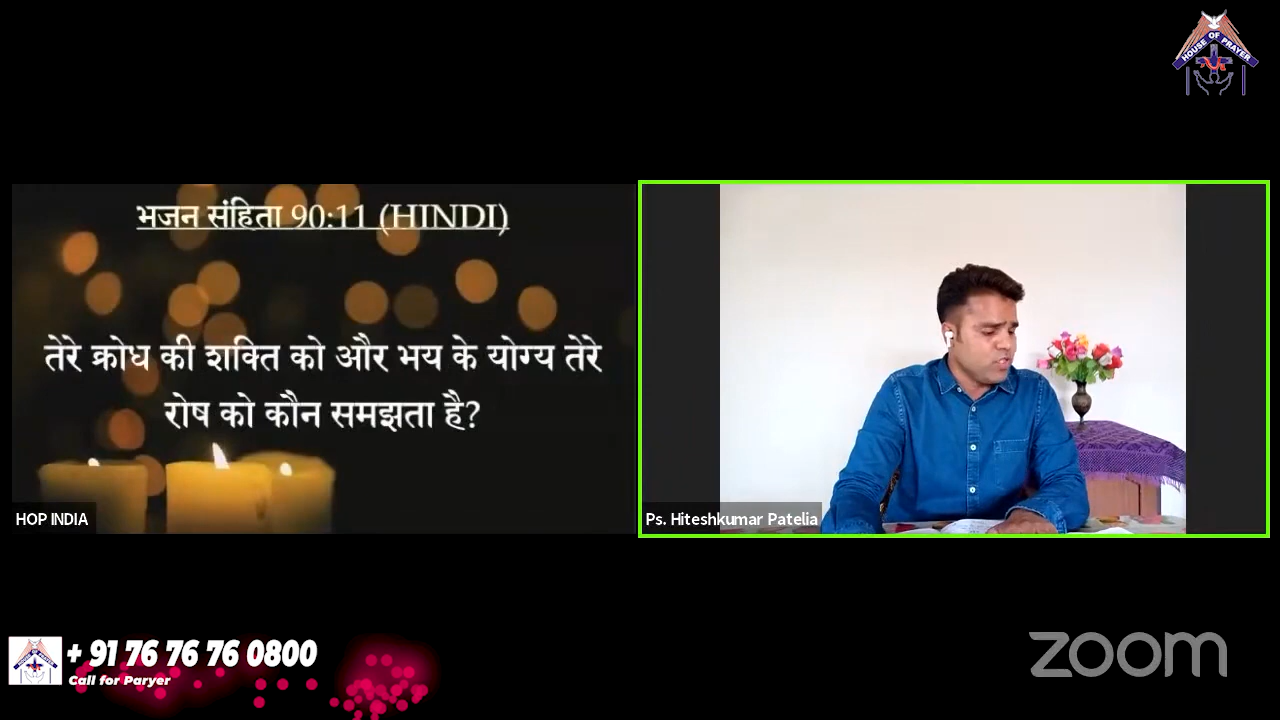 HOUSE OF PRAYER
भजन संहिता 90:11 (HINDI)
तेरे क्रोध की शक्ति को और भय के योग्य तेरे
रोष को कौन समझता है?
HOP INDIA
Ps. Hiteshkumar Patelia
+ 91 76 76 76 0800
Call for Paryer
zoom